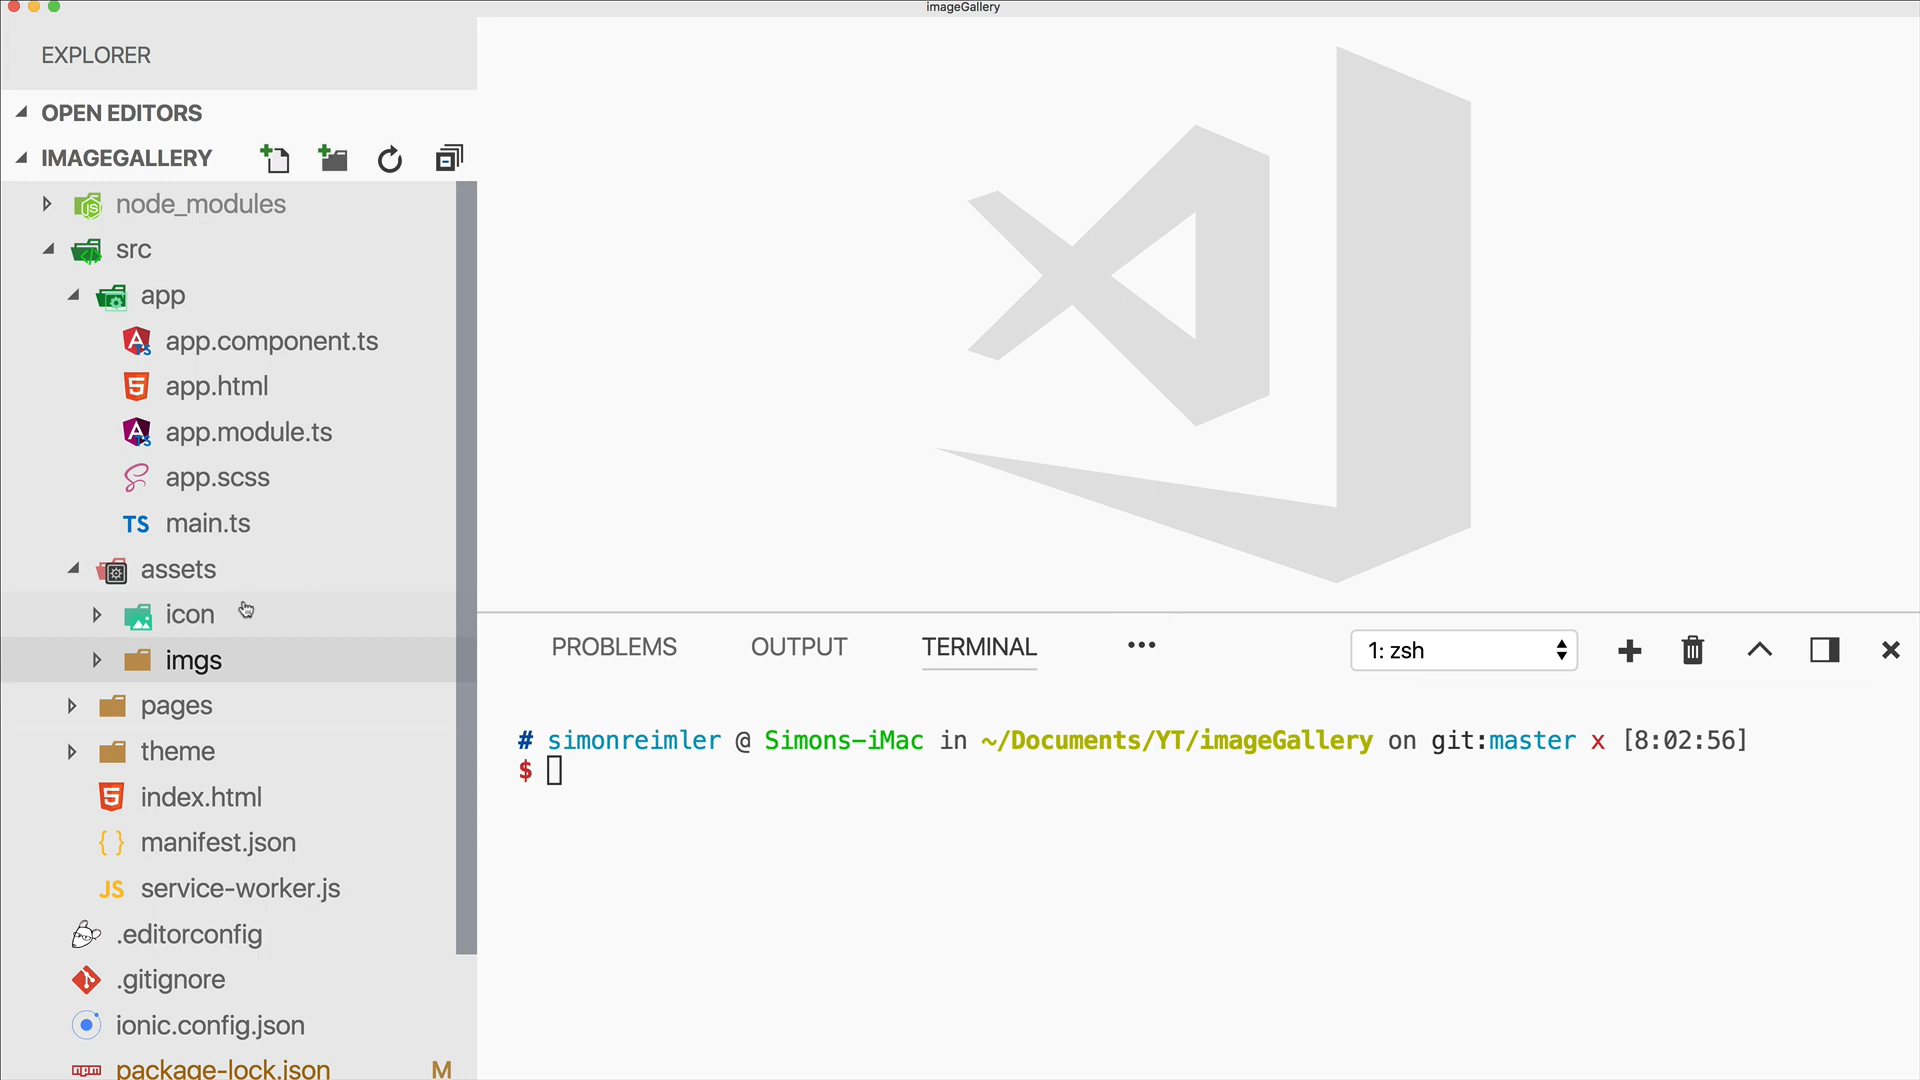 imageGallery
EXPLORER
OPEN EDITORS
IMAGEGALLERY
node_modules
src
app
app.component.ts
app.html
app.module.ts
app.scss
TS main.ts
assets
icon
imgs
pages
theme
index.html
{ } manifest.json
JS service-worker.js
.editorconfig
.gitignore
ionic.config.json
npm package-lock.json M
PROBLEMS OUTPUT TERMINAL ••• 1: zsh
# simonreimler @ Simons-iMac in ~/Documents/YT/imageGallery on git:master x [8:02:56]
$